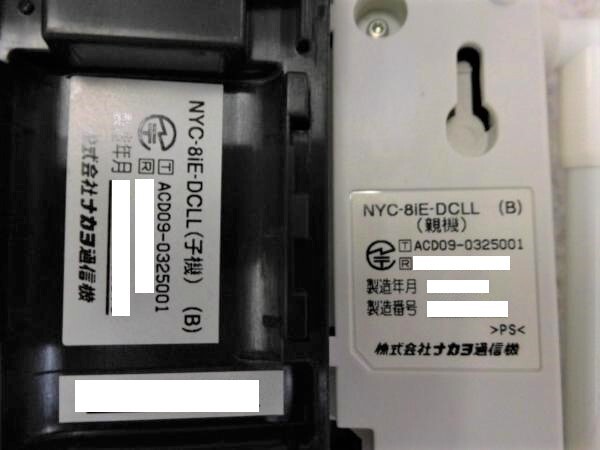 NYC-8iE-DCLL(子機) (B)
T ACD09-0325001
R
製造年月
株式会社ナカヨ通信機
NYC-8iE-DCLL (B)
(親機)
T ACD09-0325001
R
製造年月
製造番号
>PS<
株式会社ナカヨ通信機